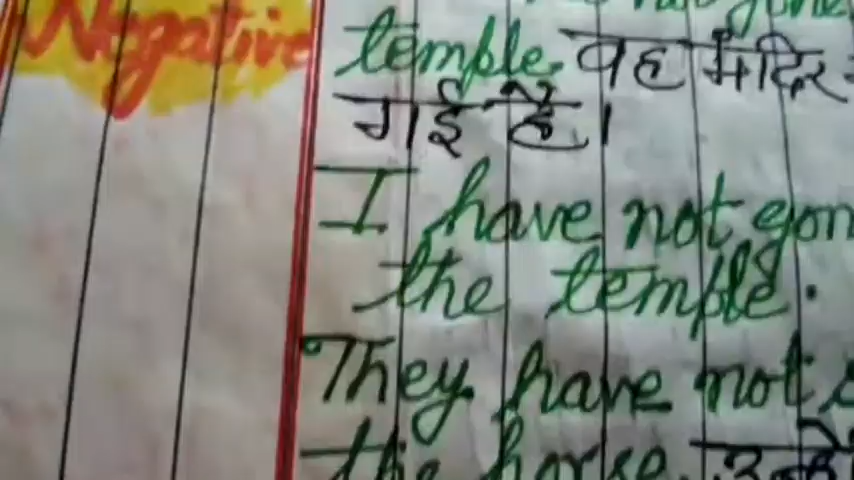 Negative
temple. वह मंदिर
गई है।
I have not gon
the temple.
They have not
the horse.